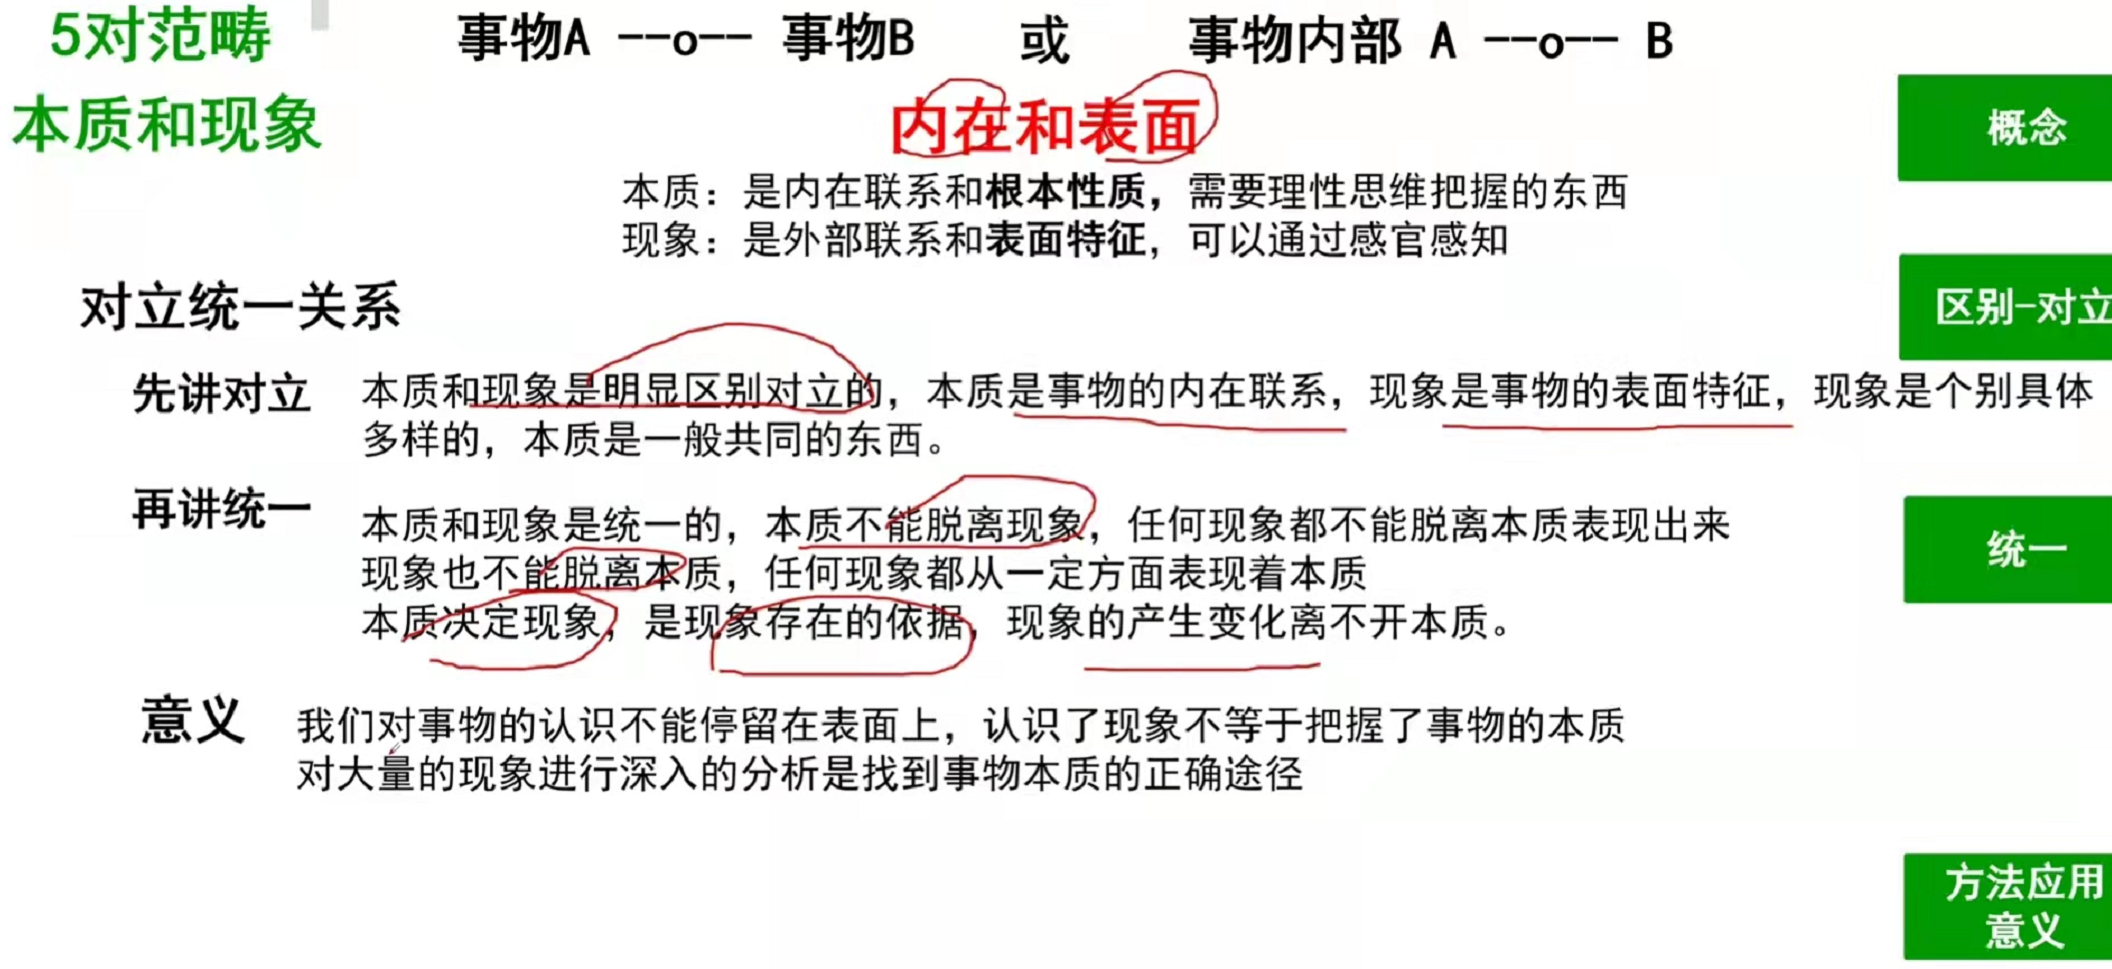 5对范畴
事物A --o-- 事物B 或 事物内部 A --o-- B
本质和现象
内在和表面
概念
本质：是内在联系和根本性质，需要理性思维把握的东西
现象：是外部联系和表面特征，可以通过感官感知
对立统一关系
区别-对立
先讲对立
本质和现象是明显区别对立的，本质是事物的内在联系，现象是事物的表面特征，现象是个别具体
多样的，本质是一般共同的东西。
再讲统一
本质和现象是统一的，本质不能脱离现象，任何现象都不能脱离本质表现出来
现象也不能脱离本质，任何现象都从一定方面表现着本质
本质决定现象，是现象存在的依据，现象的产生变化离不开本质。
统一
意义
我们对事物的认识不能停留在表面上，认识了现象不等于把握了事物的本质
对大量的现象进行深入的分析是找到事物本质的正确途径
方法应用
意义